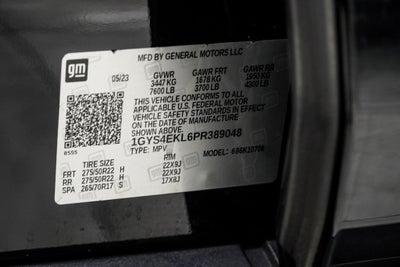 gm
MFD BY GENERAL MOTORS LLC
05/23 GVWR GAWR FRT GAWR RR
3447 KG 1678 KG 1950 KG
7600 LB 3700 LB 4300 LB
THIS VEHICLE CONFORMS TO ALL
APPLICABLE U.S. FEDERAL MOTOR
VEHICLE SAFETY STANDARDS IN EFFECT
ON THE DATE OF MANUFACTURE
SHOWN ABOVE.
1GYS4EKL6PR389048
TYPE: MPV MODEL: 6B6K10706
TIRE SIZE RIM
FRT 275/50R22 H 22X9J
RR 275/50R22 H 22X9J
SPA 265/70R17 S 17X8J